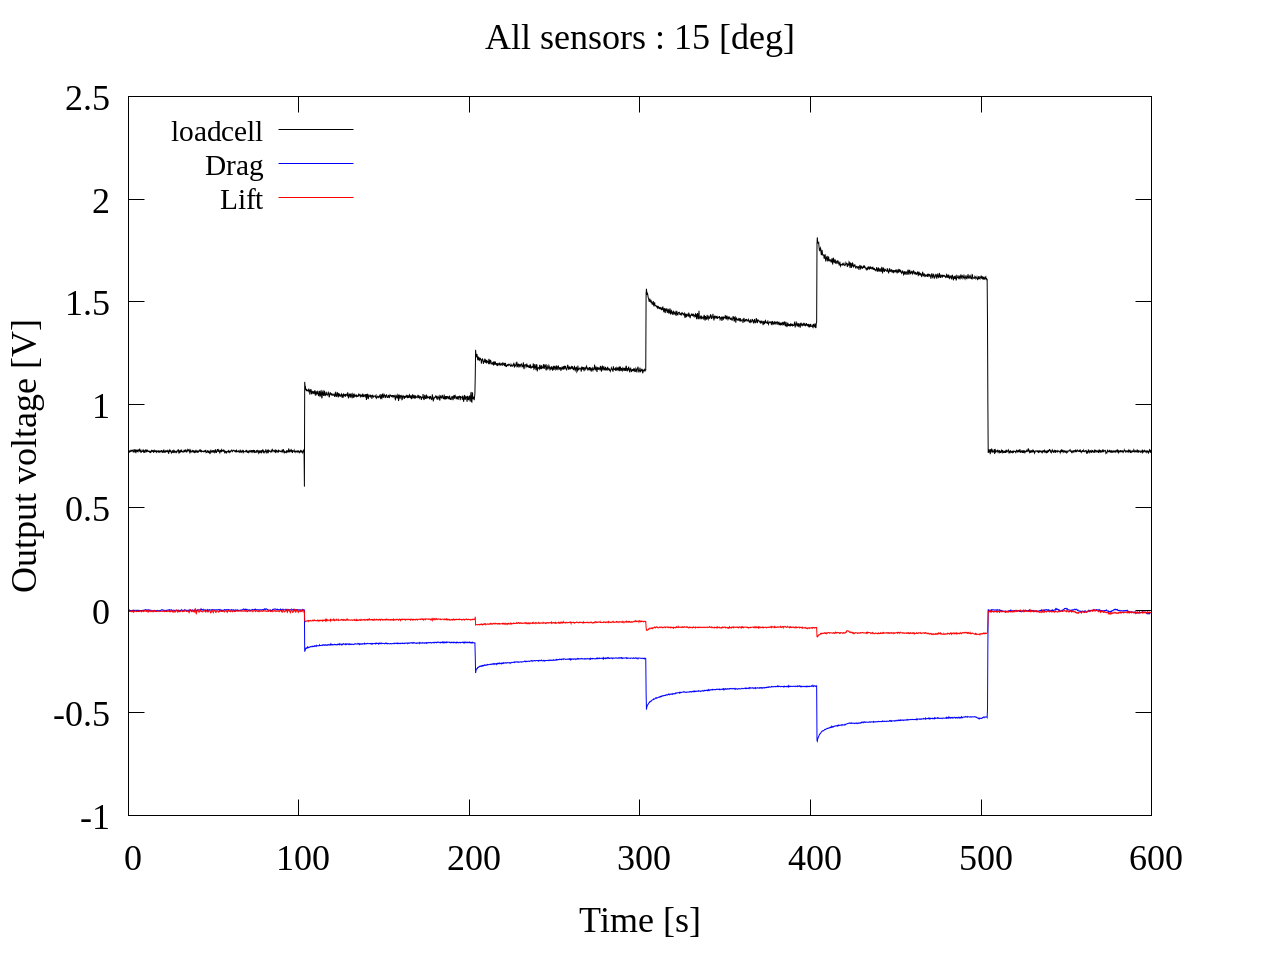 All sensors : 15 [deg]
2.5
2
1.5
1
0.5
0
-0.5
-1
loadcell
Drag
Lift
Output voltage [V]
0 100 200 300 400 500 600
Time [s]